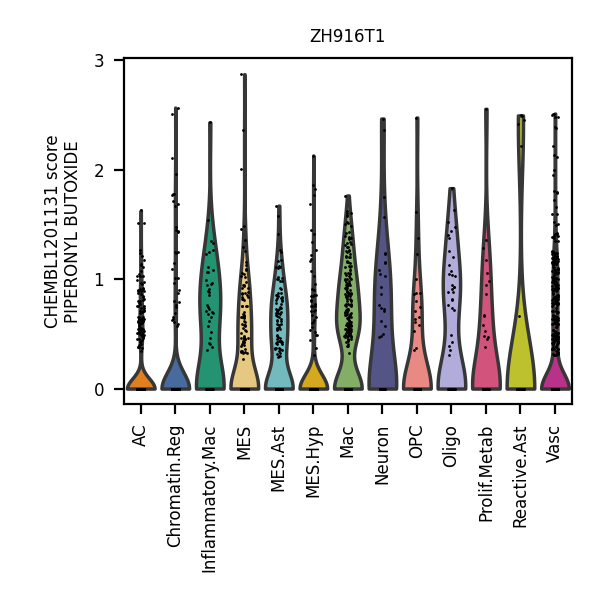 ZH916T1
CHEMBL1201131 score
PIPERONYL BUTOXIDE
3
2
1
0
AC
Chromatin.Reg
Inflammatory.Mac
MES
MES.Ast
MES.Hyp
Mac
Neuron
OPC
Oligo
Prolif.Metab
Reactive.Ast
Vasc